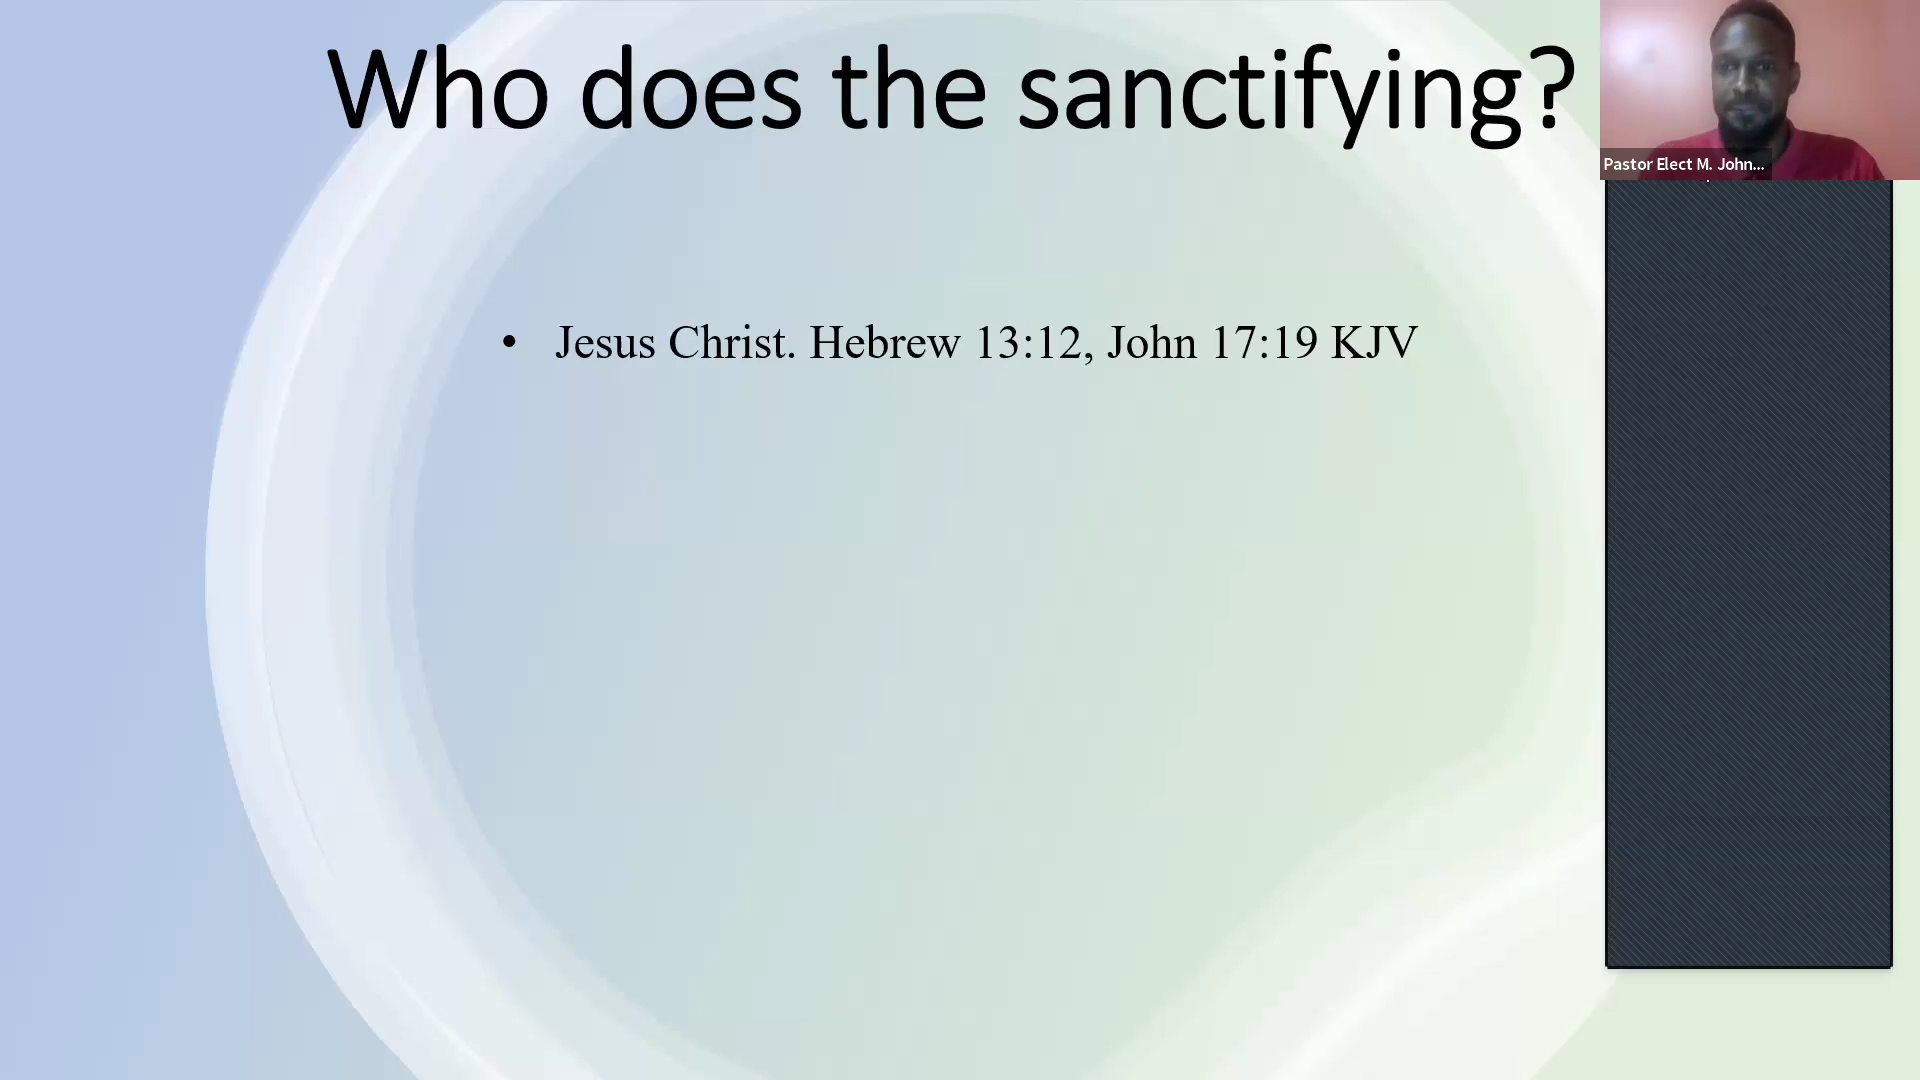 Who does the sanctifying?
Pastor Elect M. John...
• Jesus Christ. Hebrew 13:12, John 17:19 KJV